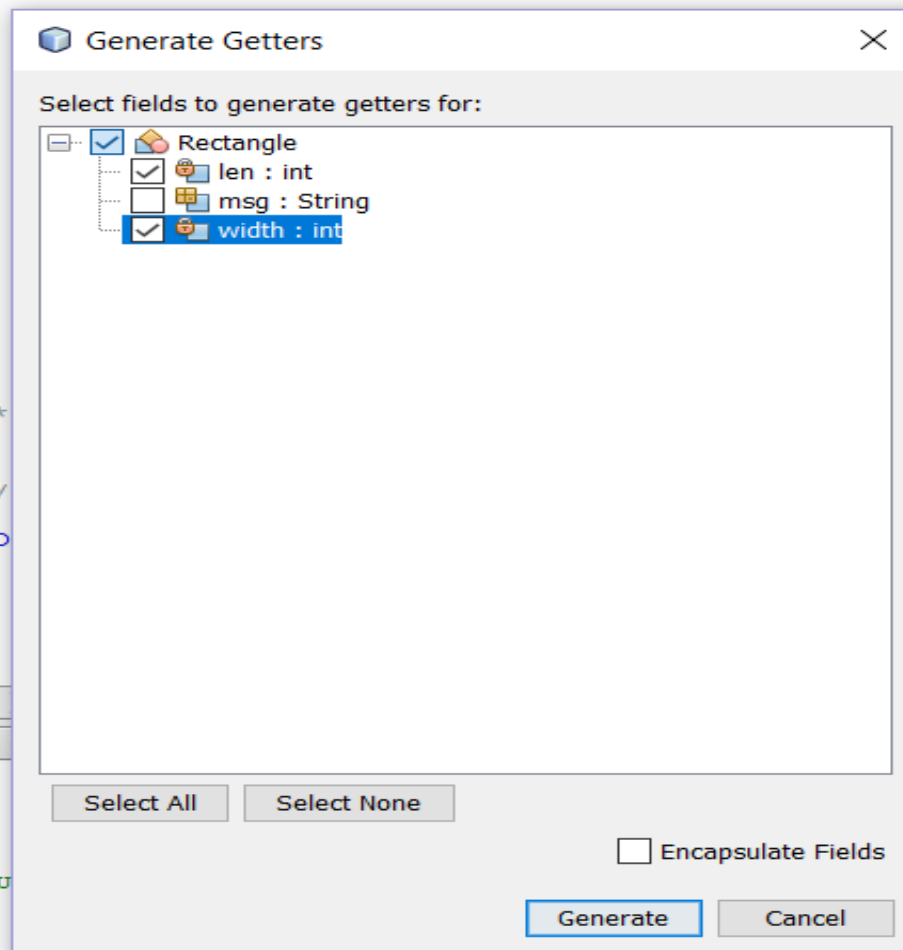 Generate Getters
Select fields to generate getters for:
Rectangle
len : int
msg : String
width : int
Select All Select None
Encapsulate Fields
Generate Cancel